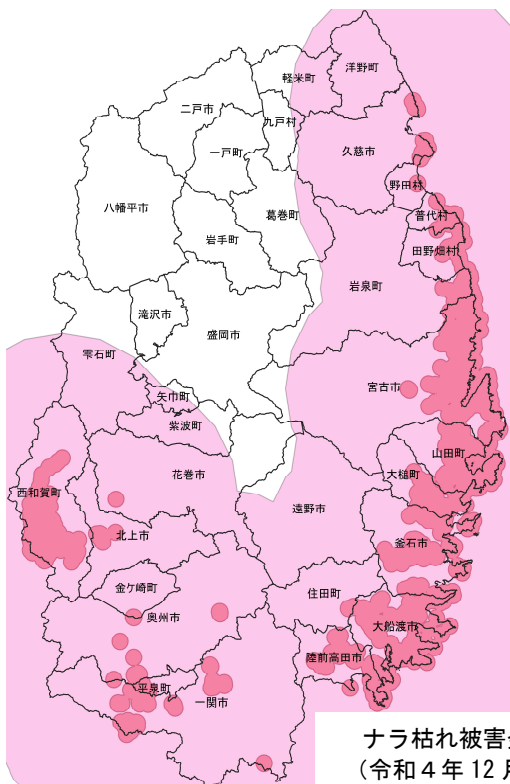 洋野町
軽米町
二戸市
九戸村
久慈市
一戸町
野田村
八幡平市
葛巻町
普代村
岩手町
田野畑村
岩泉町
滝沢市
盛岡市
雫石町
宮古市
矢巾町
紫波町
山田町
花巻市
大槌町
西和賀町
遠野市
北上市
釜石市
金ケ崎町
住田町
奥州市
大船渡市
陸前高田市
平泉町
一関市
ナラ枯れ被害
（令和４年 12 月